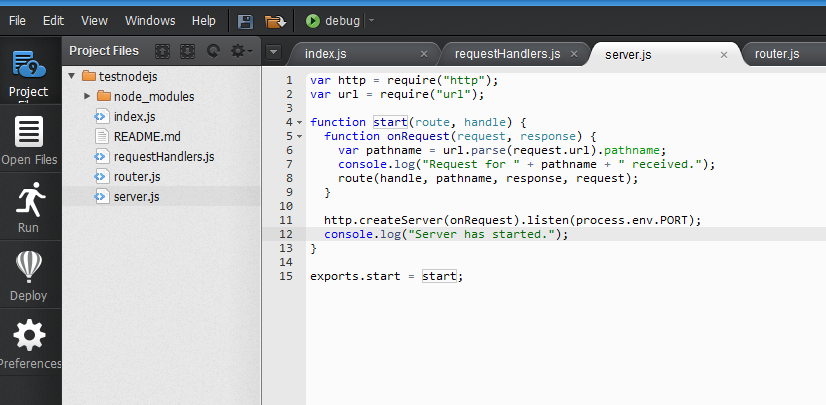 File Edit View Windows Help debug
Project Files
index.js requestHandlers.js server.js router.js
Project
Open Files
Run
Deploy
Preferences
testnodejs
node_modules
index.js
README.md
requestHandlers.js
router.js
server.js
1 var http = require("http");
2 var url = require("url");
3
4 function start(route, handle) {
5 function onRequest(request, response) {
6 var pathname = url.parse(request.url).pathname;
7 console.log("Request for " + pathname + " received.");
8 route(handle, pathname, response, request);
9 }
10
11 http.createServer(onRequest).listen(process.env.PORT);
12 console.log("Server has started.");
13 }
14
15 exports.start = start;